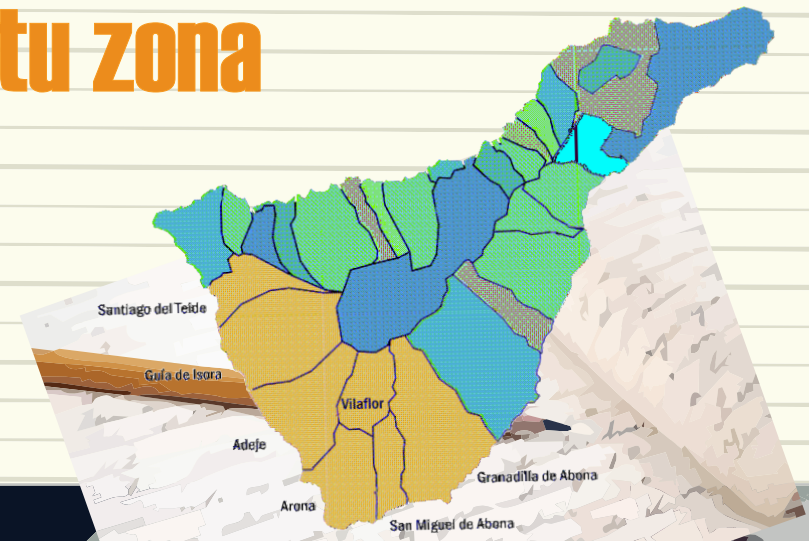 tu zona
Santiago del Teide
Guía de Isora
Vilaflor
Adeje
Granadilla de Abona
Arona
San Miguel de Abona